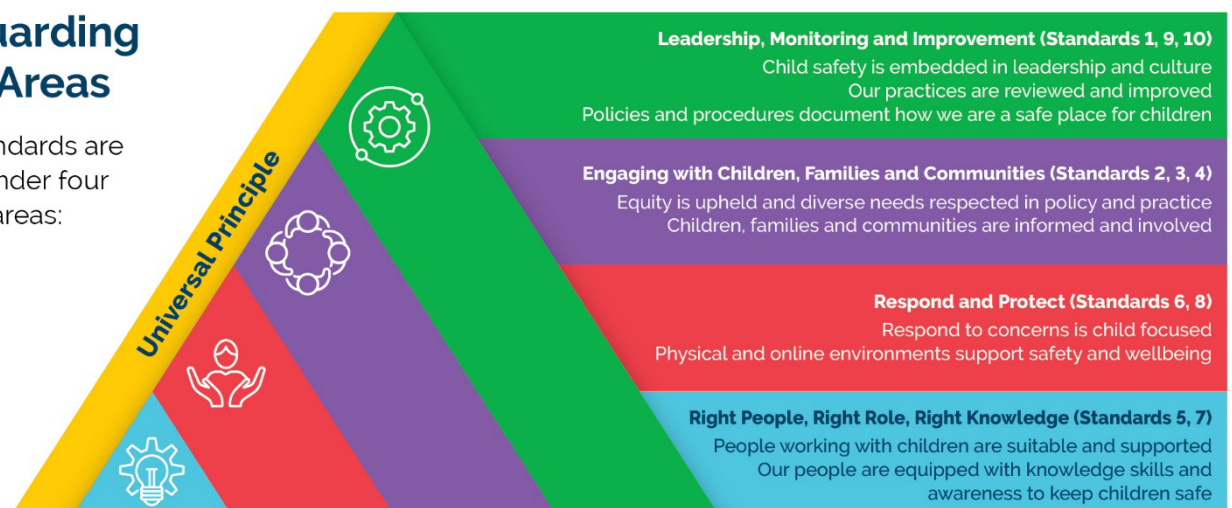 uarding
Areas
ndards are
nder four
areas:
Universal Principle
Leadership, Monitoring and Improvement (Standards 1, 9, 10)
Child safety is embedded in leadership and culture
Our practices are reviewed and improved
Policies and procedures document how we are a safe place for children
Engaging with Children, Families and Communities (Standards 2, 3, 4)
Equity is upheld and diverse needs respected in policy and practice
Children, families and communities are informed and involved
Respond and Protect (Standards 6, 8)
Respond to concerns is child focused
Physical and online environments support safety and wellbeing
Right People, Right Role, Right Knowledge (Standards 5, 7)
People working with children are suitable and supported
Our people are equipped with knowledge skills and
awareness to keep children safe